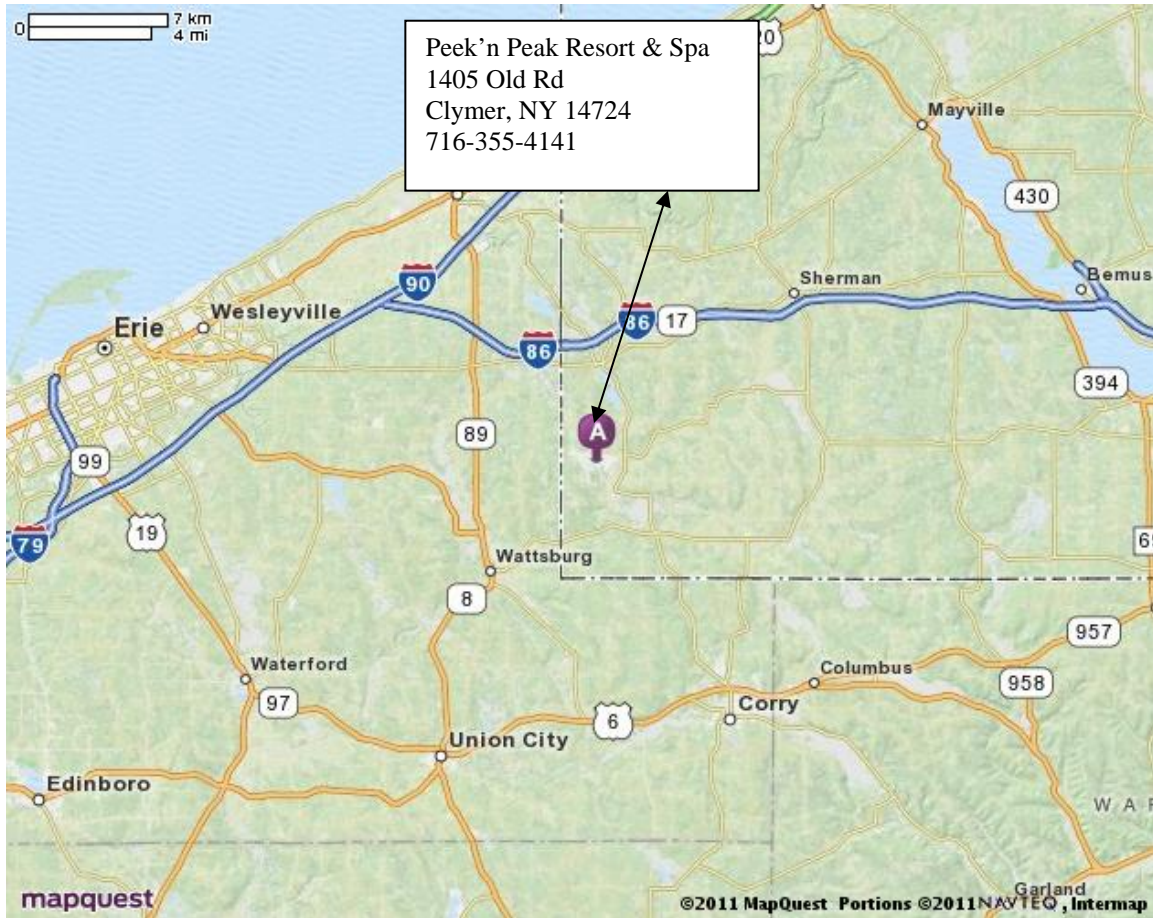 7 km
0
4 mi
Peek'n Peak Resort & Spa
1405 Old Rd
Clymer, NY 14724
716-355-4141
20
Mayville
430
90
Sherman
Bemus
Wesleyville
Erie
86
17
86
394
89
99
19
79
Wattsburg
69
8
957
Waterford
Columbus
958
97
Corry
6
Union City
Edinboro
W A R
Garland
mapquest
©2011 MapQuest Portions ©2011 NAVTEQ, Intermap